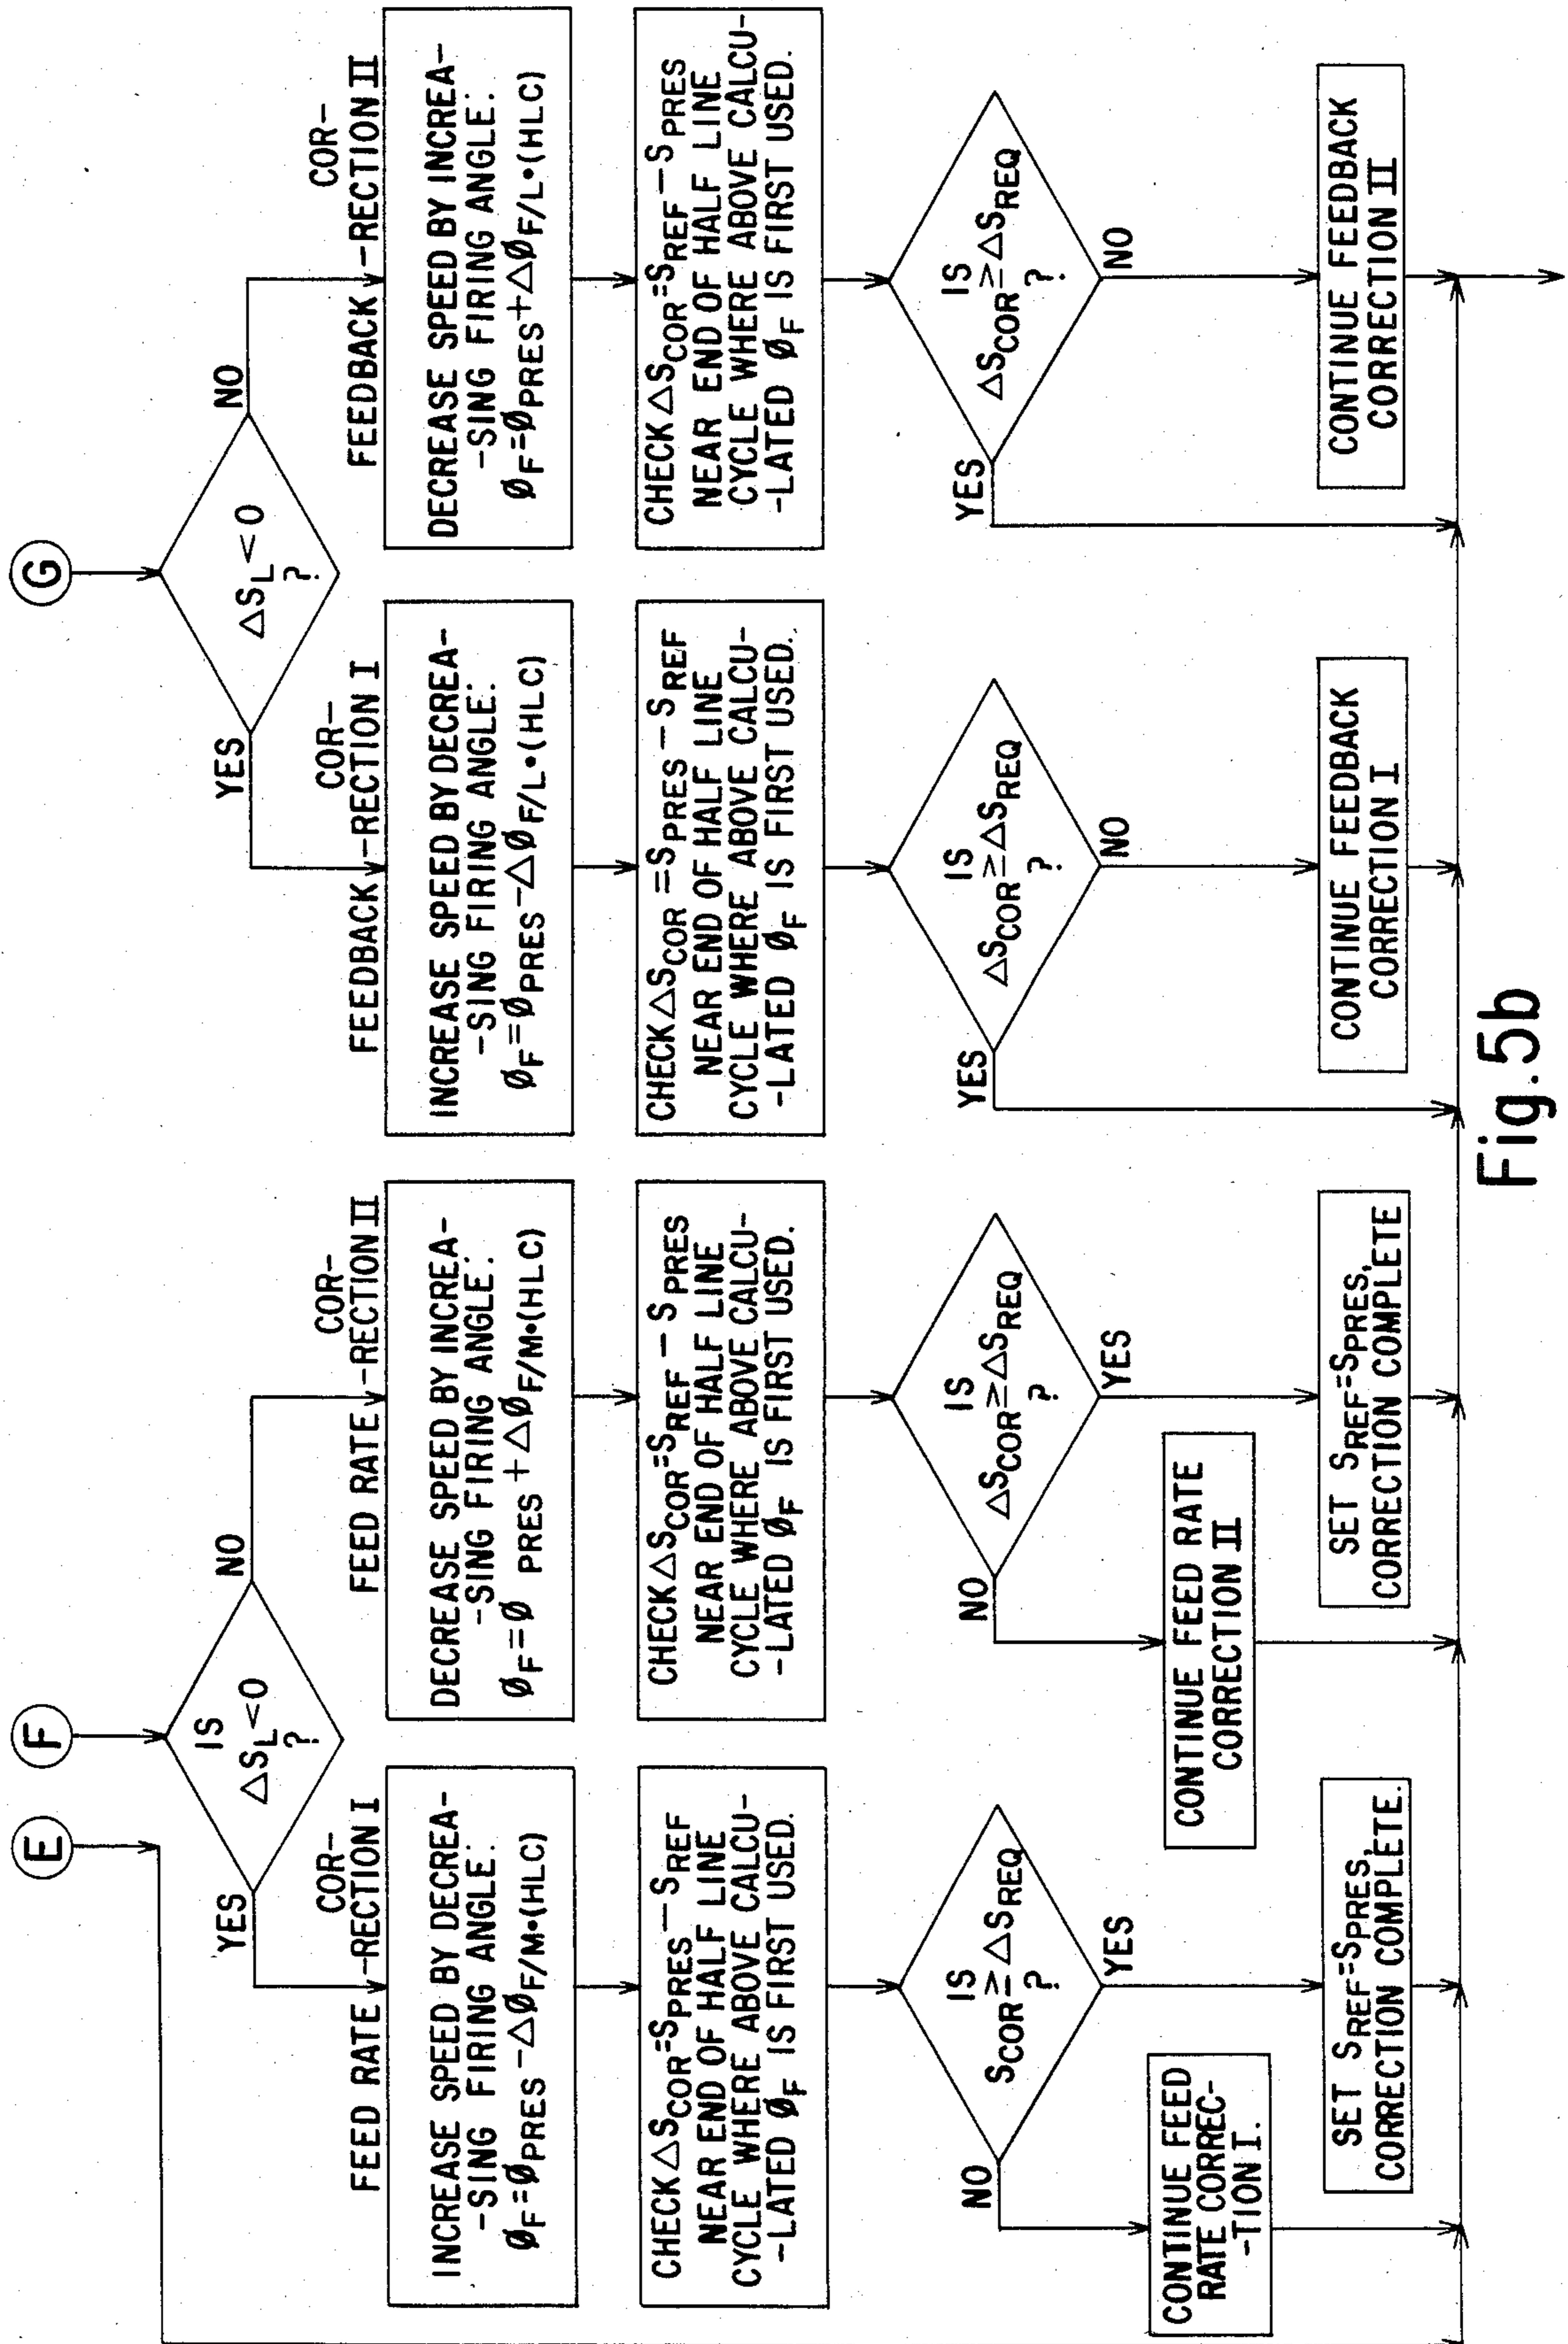 E
F
G
IS
ΔS_L<0
?
YES
NO
ΔS_L<0
?
YES
NO
COR-
FEED RATE -RECTION I
INCREASE SPEED BY DECREA-
-SING FIRING ANGLE:
Ø_F=Ø_PRES-ΔØ_F/M•(HLC)
CHECK ΔS_COR=S_PRES-S_REF
NEAR END OF HALF LINE
CYCLE WHERE ABOVE CALCU-
-LATED Ø_F IS FIRST USED.
IS
S_COR≥ΔS_REQ
?
NO
YES
CONTINUE FEED
RATE CORREC-
-TION I.
SET S_REF=S_PRES,
CORRECTION COMPLETE.
COR-
FEED RATE -RECTION II
DECREASE SPEED BY INCREA-
-SING FIRING ANGLE:
Ø_F=Ø PRES+ΔØ_F/M•(HLC)
CHECK ΔS_COR=S_REF-S_PRES
NEAR END OF HALF LINE
CYCLE WHERE ABOVE CALCU-
-LATED Ø_F IS FIRST USED.
IS
ΔS_COR≥ΔS_REQ
?
NO
YES
CONTINUE FEED RATE
CORRECTION II
SET S_REF=S_PRES,
CORRECTION COMPLETE
COR-
FEEDBACK -RECTION I
INCREASE SPEED BY DECREA-
-SING FIRING ANGLE:
Ø_F=Ø_PRES-ΔØ_F/L•(HLC)
CHECK ΔS_COR=S_PRES-S_REF
NEAR END OF HALF LINE
CYCLE WHERE ABOVE CALCU-
-LATED Ø_F IS FIRST USED.
IS
ΔS_COR≥ΔS_REQ
?
YES
NO
CONTINUE FEEDBACK
CORRECTION I
COR-
FEEDBACK -RECTION II
DECREASE SPEED BY INCREA-
-SING FIRING ANGLE:
Ø_F=Ø_PRES+ΔØ_F/L•(HLC)
CHECK ΔS_COR=S_REF-S_PRES
NEAR END OF HALF LINE
CYCLE WHERE ABOVE CALCU-
-LATED Ø_F IS FIRST USED.
IS
ΔS_COR≥ΔS_REQ
?
YES
NO
CONTINUE FEEDBACK
CORRECTION II
Fig.5b